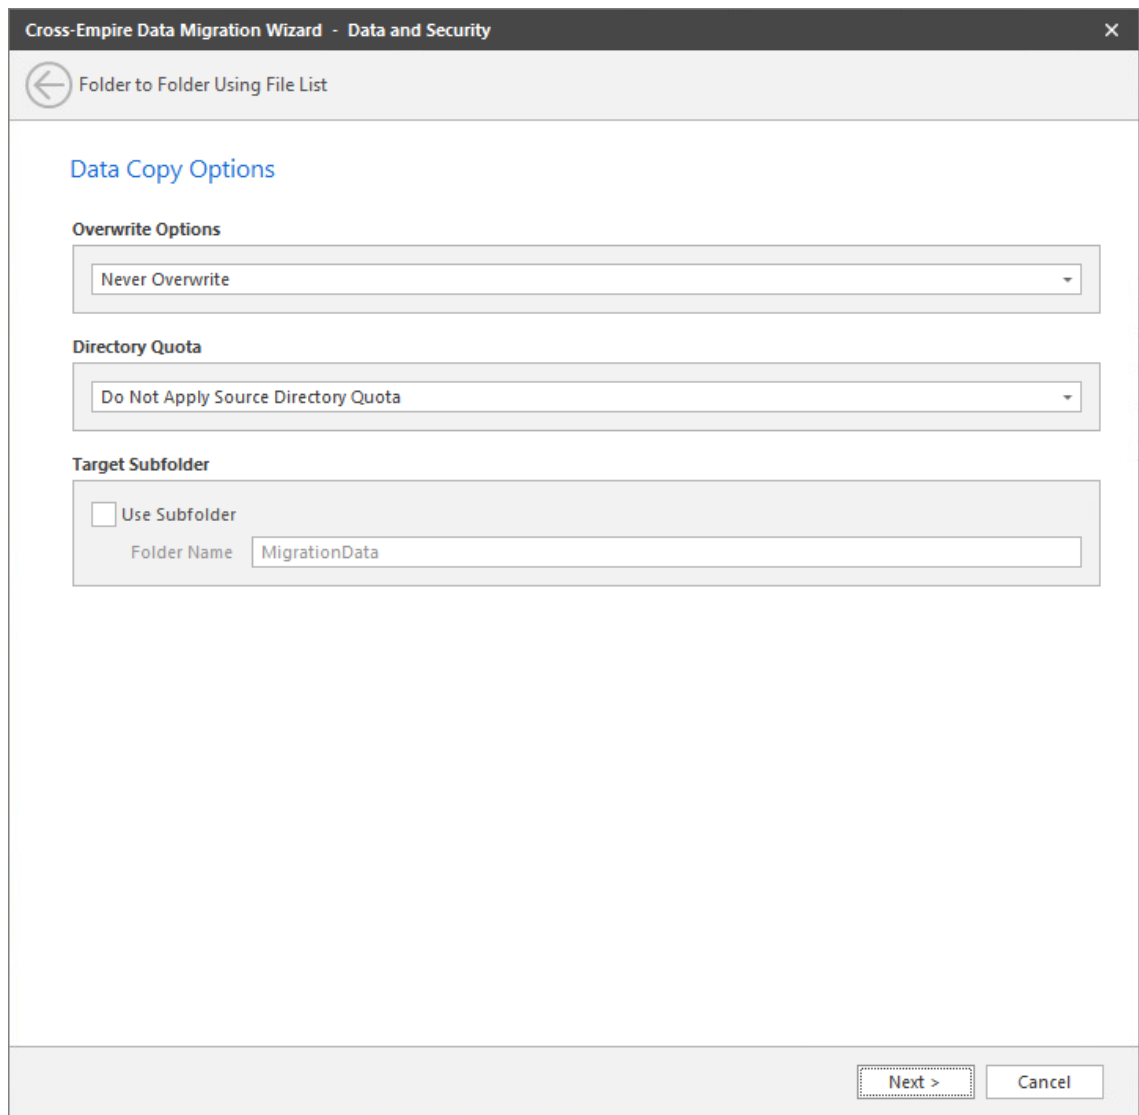 Cross-Empire Data Migration Wizard - Data and Security
Folder to Folder Using File List
Data Copy Options
Overwrite Options
Never Overwrite
Directory Quota
Do Not Apply Source Directory Quota
Target Subfolder
Use Subfolder
Folder Name MigrationData
Next > Cancel